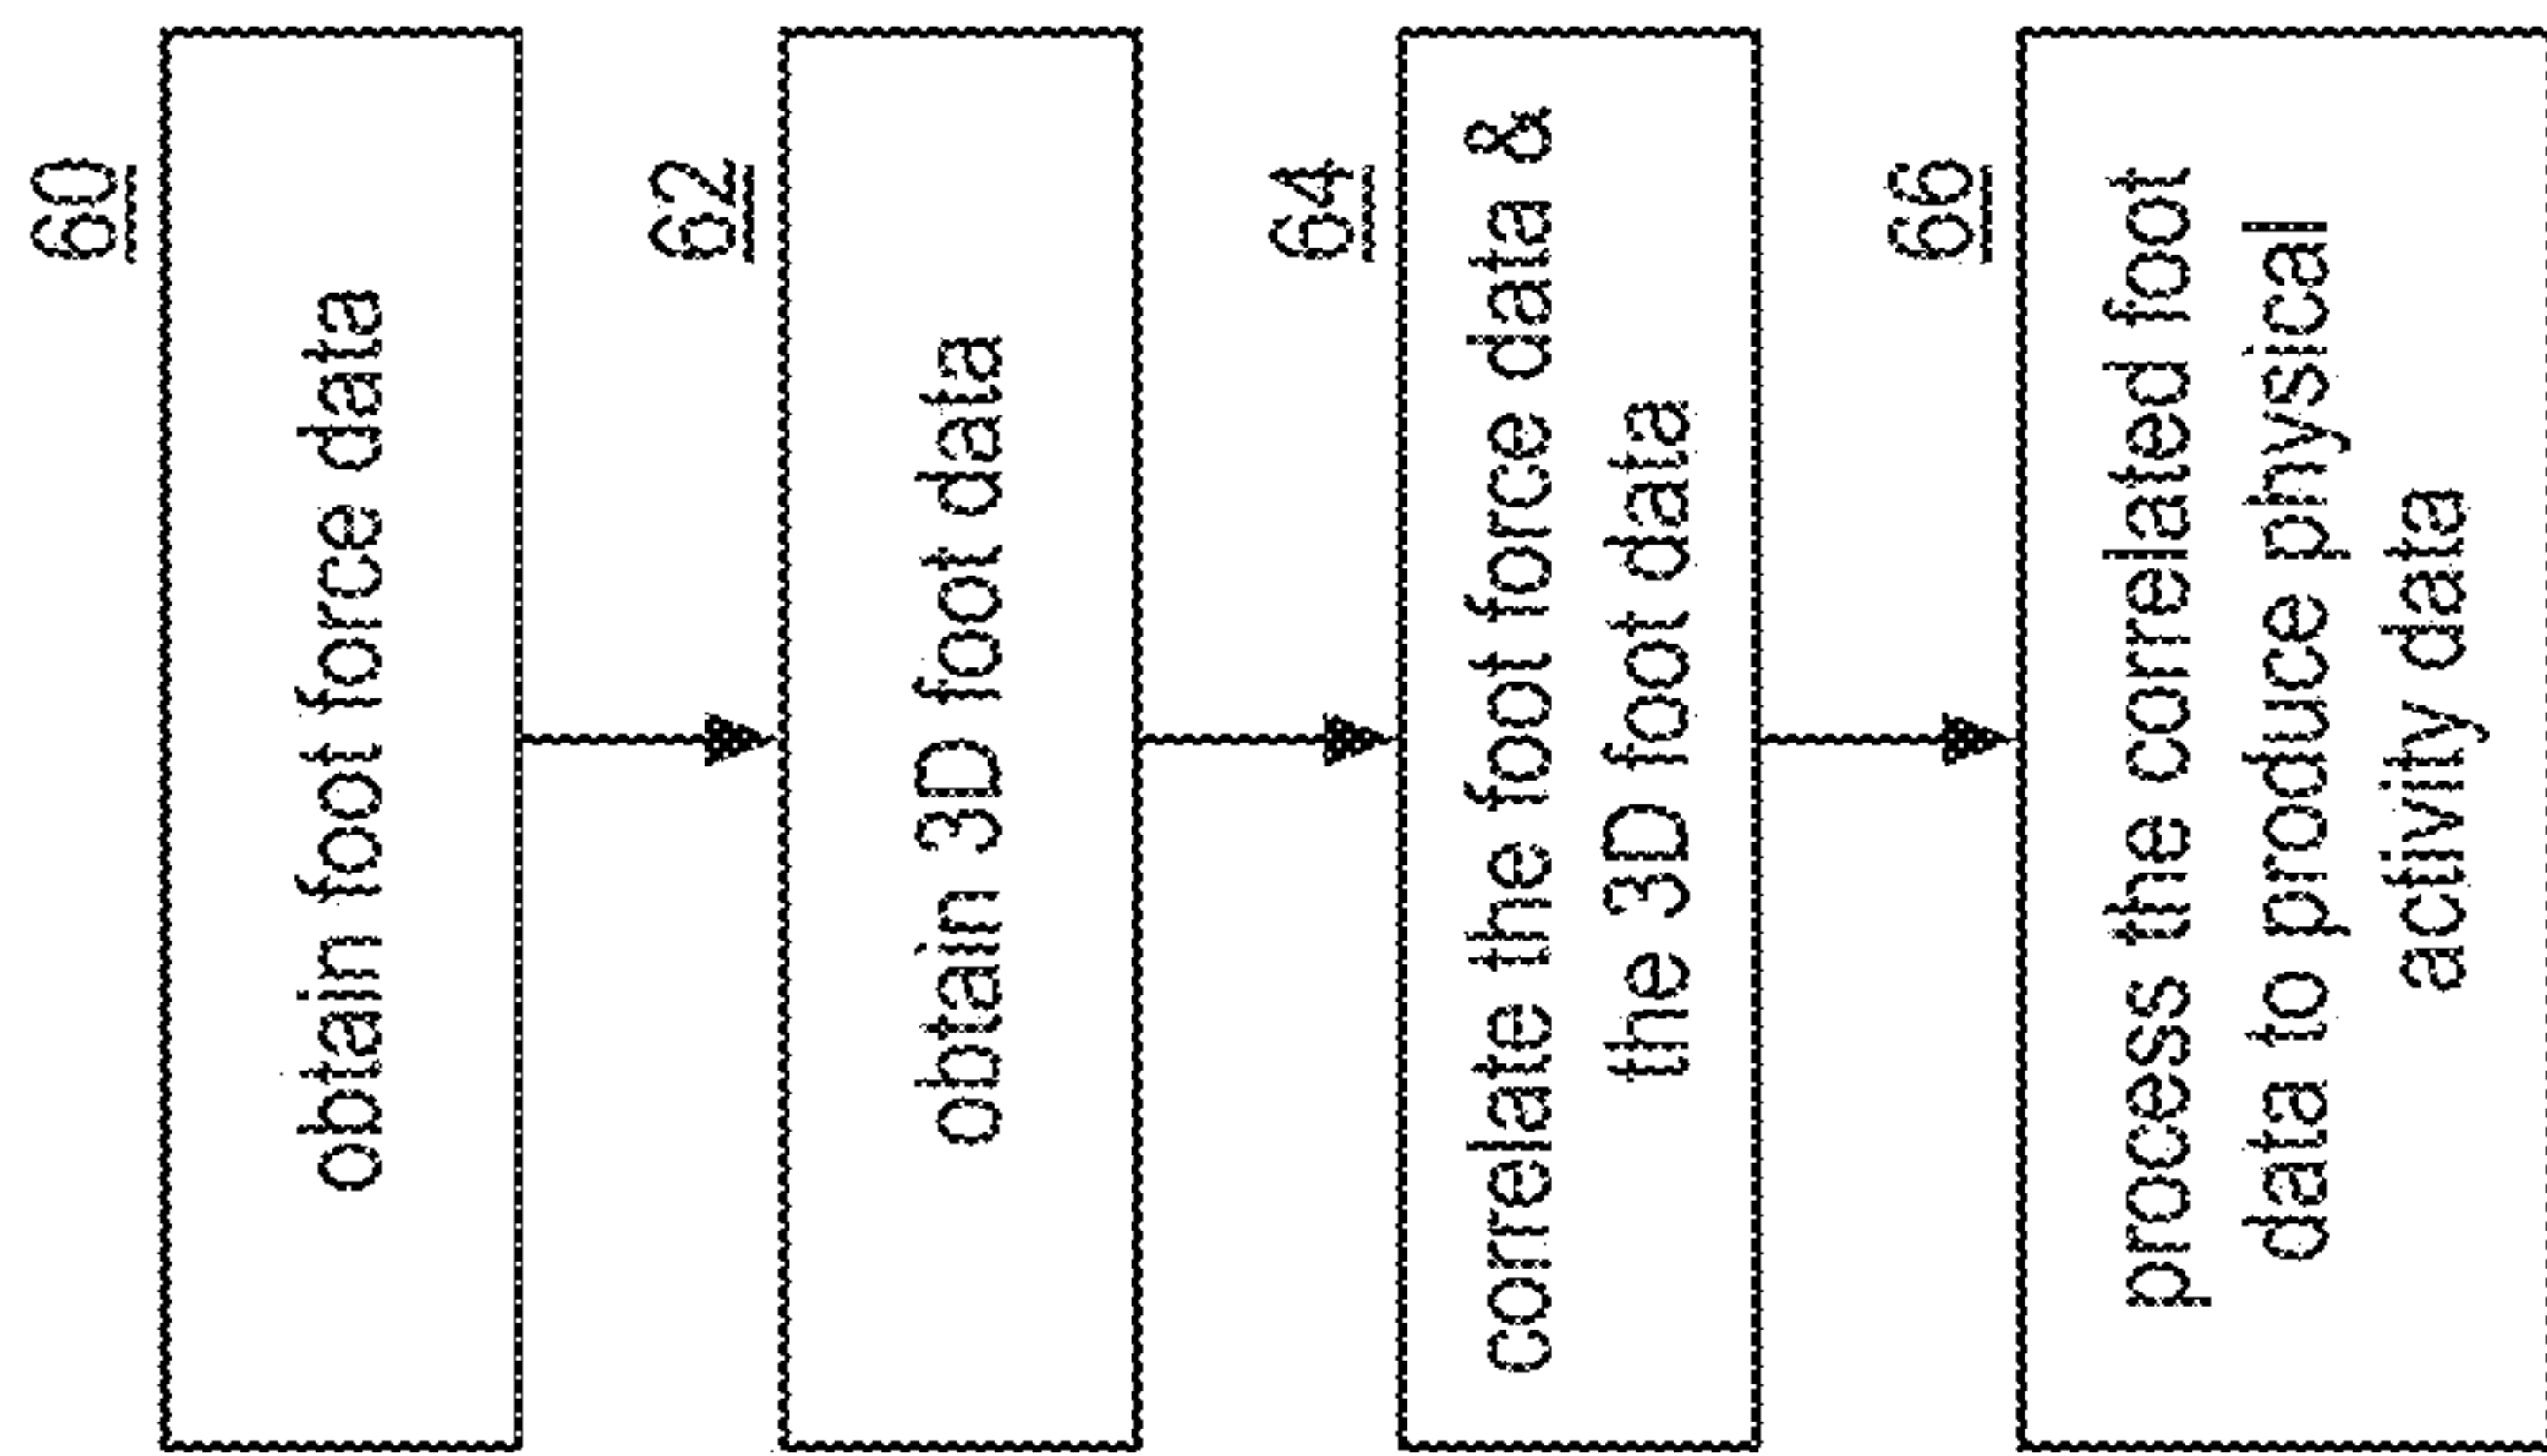 60
obtain foot force data
62
obtain 3D foot data
64
correlate the foot force data &
the 3D foot data
66
process the correlated foot
data to produce physical
activity data